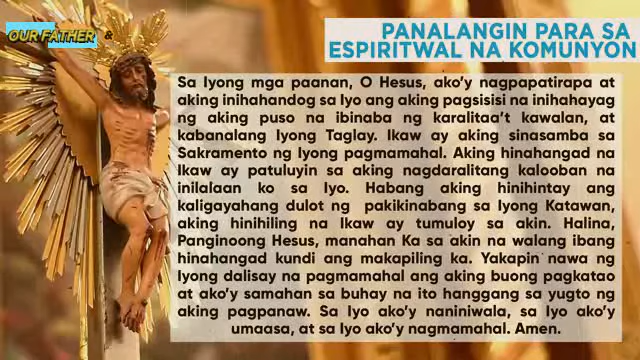 OUR FATHER &
PANALANGIN PARA SA
ESPIRITWAL NA KOMUNYON
Sa Iyong mga paanan, O Hesus, ako'y nagpapatirapa at
aking inihahandog sa Iyo ang aking pagsisisi na inihahayag
ng aking puso na ibinaba ng karalitaa't kawalan, at
kabanalang Iyong Taglay. Ikaw ay aking sinasamba sa
Sakramento ng Iyong pagmamahal. Aking hinahangad na
Ikaw ay patuluyin sa aking nagdaralitang kalooban na
inilalaan ko sa Iyo. Habang aking hinihintay ang
kaligayahang dulot ng pakikinabang sa Iyong Katawan,
aking hinihiling na Ikaw ay tumuloy sa akin. Halina,
Panginoong Hesus, manahan Ka sa akin na walang ibang
hinahangad kundi ang makapiling ka. Yakapin nawa ng
Iyong dalisay na pagmamahal ang aking buong pagkatao
at ako'y samahan sa buhay na ito hanggang sa yugto ng
aking pagpanaw. Sa Iyo ako'y naniniwala, sa Iyo ako'y
umaasa, at sa Iyo ako'y nagmamahal. Amen.